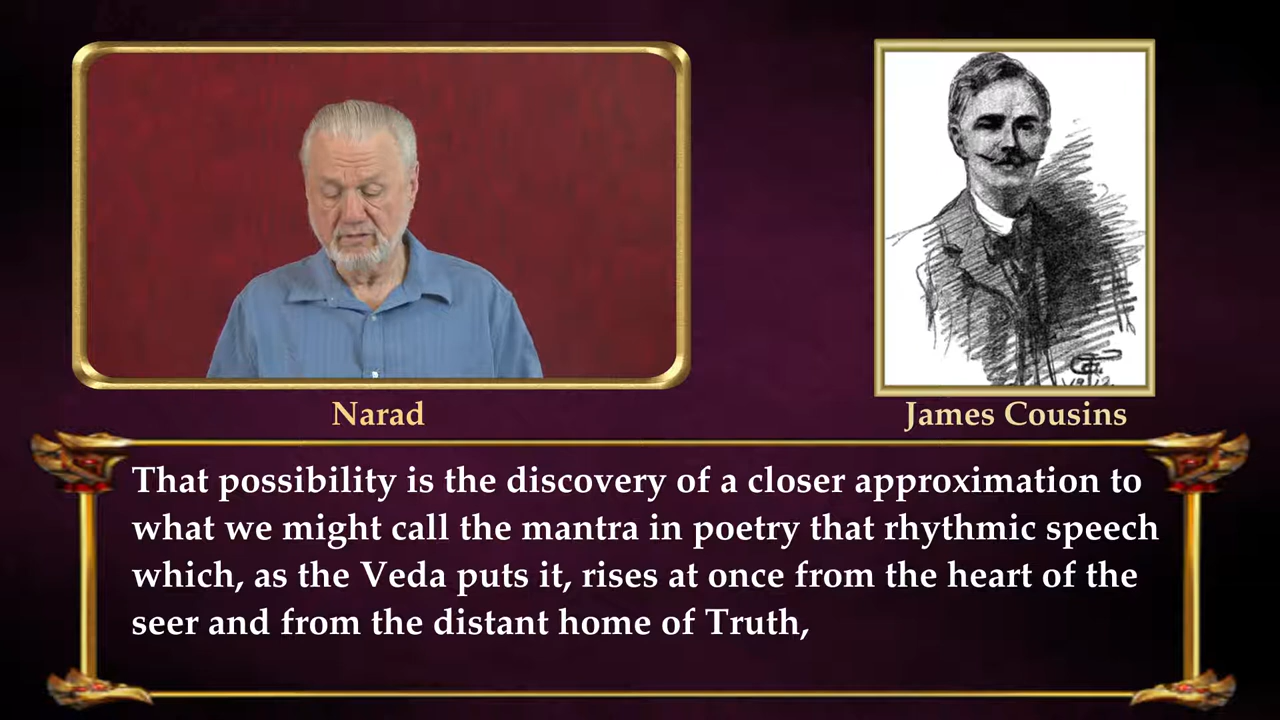 Narad
James Cousins
That possibility is the discovery of a closer approximation to
what we might call the mantra in poetry that rhythmic speech
which, as the Veda puts it, rises at once from the heart of the
seer and from the distant home of Truth,